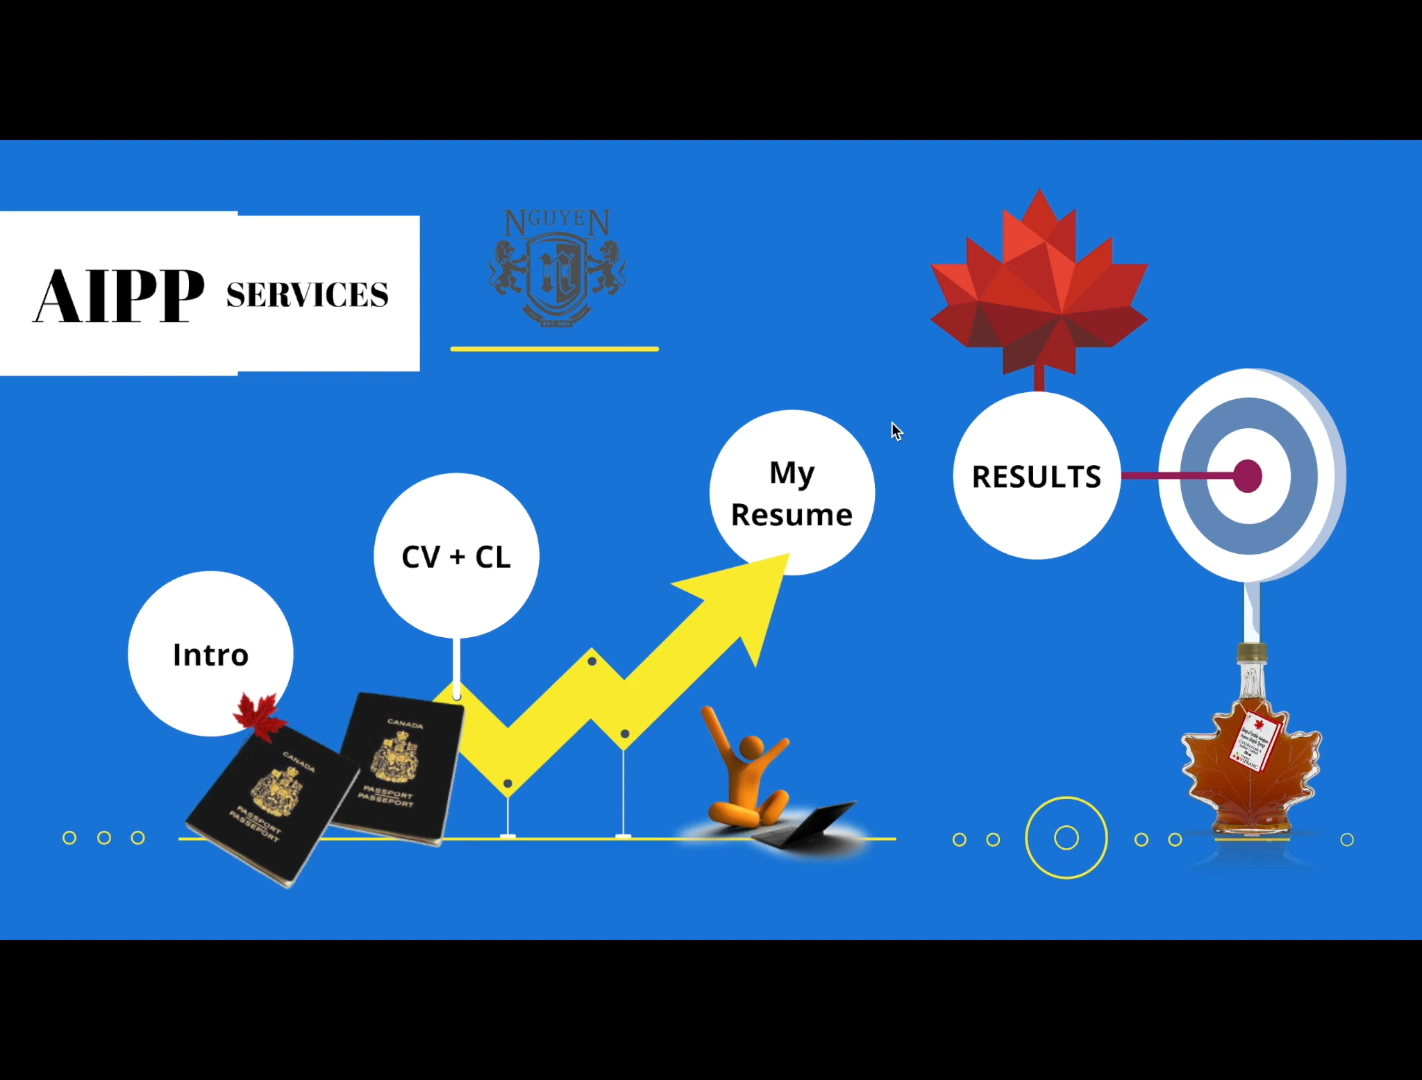 AIPP SERVICES
NGUYEN
n
My
Resume
RESULTS
CV + CL
Intro
CANADA
PASSPORT
PASSEPORT
CANADA
PASSPORT
PASSEPORT